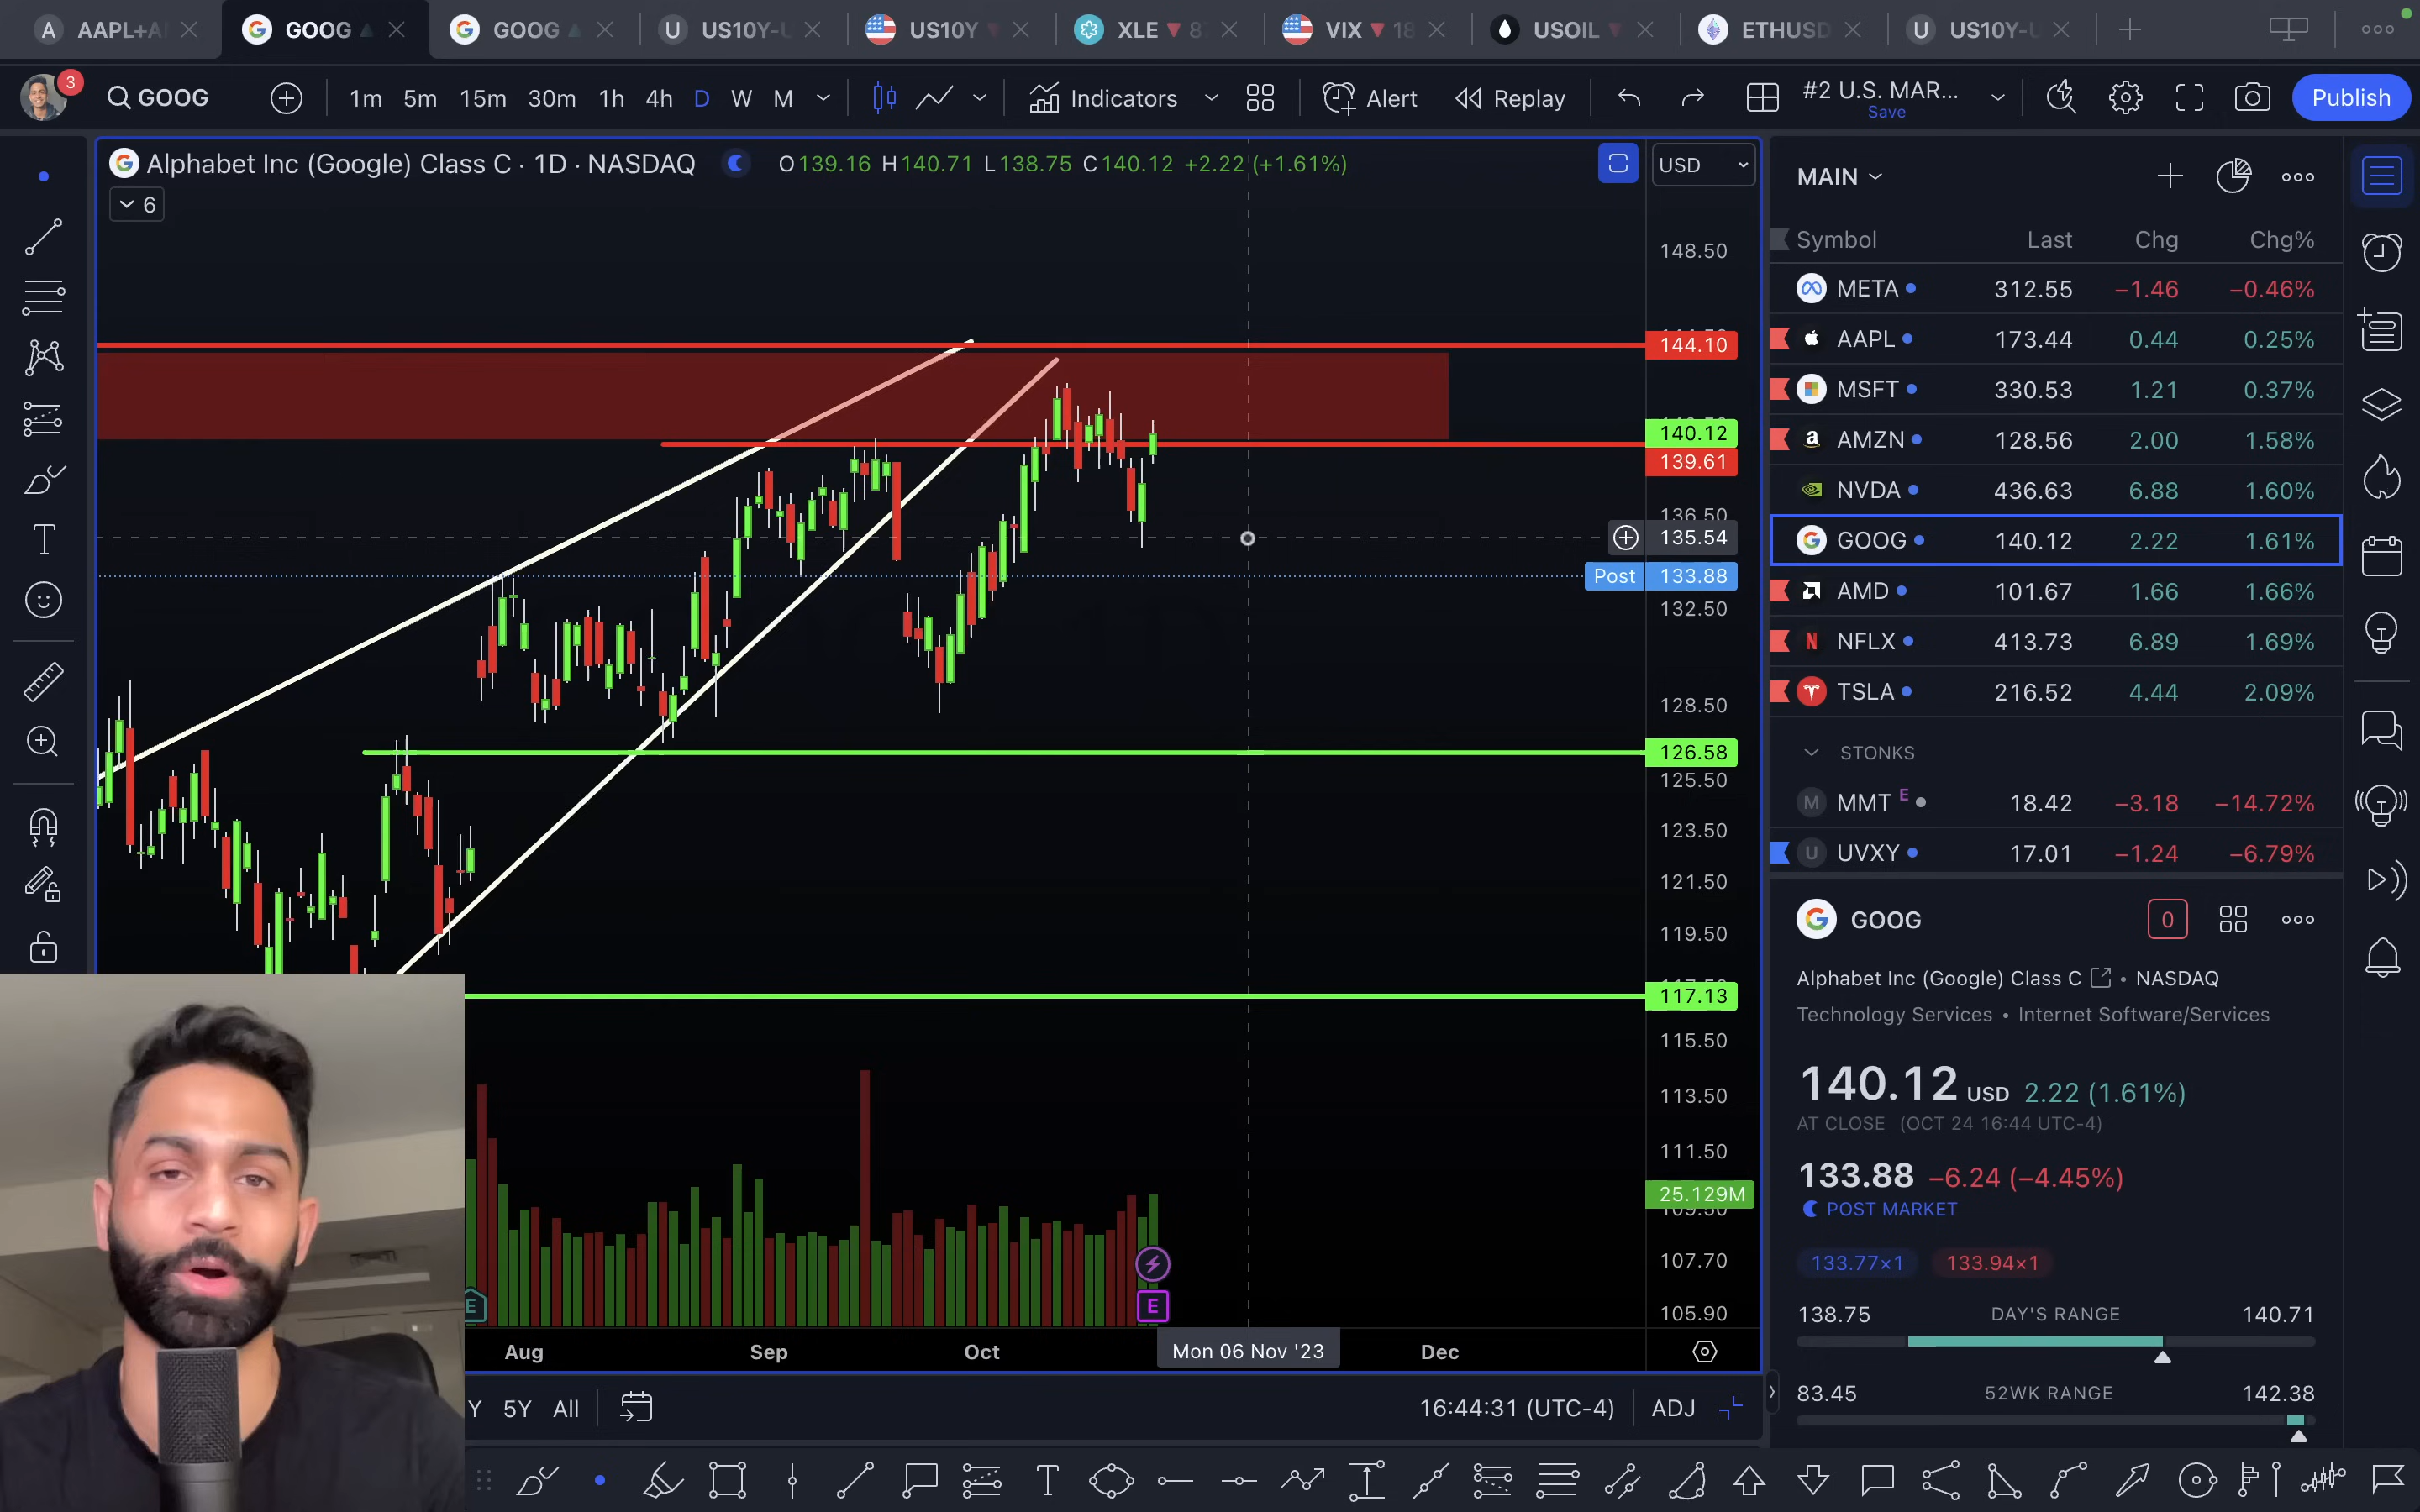 A AAPL+A GOOG GOOG U US10Y-U US10Y XLE 8 VIX 18 USOIL ETHUSD U US10Y-U
3 GOOG 1m 5m 15m 30m 1h 4h D W M Indicators Alert Replay #2 U.S. MAR... Save Publish
Alphabet Inc (Google) Class C · 1D · NASDAQ O139.16 H140.71 L138.75 C140.12 +2.22 (+1.61%) USD
6
148.50
144.10
140.12
139.61
136.50
135.54
Post 133.88
132.50
128.50
126.58
125.50
123.50
121.50
119.50
117.13
115.50
113.50
111.50
25.129M
107.70
105.90
E E
Aug Sep Oct Mon 06 Nov '23 Dec
Y 5Y All 16:44:31 (UTC-4) ADJ
MAIN
Symbol Last Chg Chg%
META 312.55 −1.46 −0.46%
AAPL 173.44 0.44 0.25%
MSFT 330.53 1.21 0.37%
AMZN 128.56 2.00 1.58%
NVDA 436.63 6.88 1.60%
GOOG 140.12 2.22 1.61%
AMD 101.67 1.66 1.66%
NFLX 413.73 6.89 1.69%
TSLA 216.52 4.44 2.09%
STONKS
M MMT E 18.42 −3.18 −14.72%
U UVXY 17.01 −1.24 −6.79%
GOOG 0
Alphabet Inc (Google) Class C • NASDAQ
Technology Services • Internet Software/Services
140.12 USD 2.22 (1.61%)
AT CLOSE (OCT 24 16:44 UTC-4)
133.88 −6.24 (−4.45%)
POST MARKET
133.77×1 133.94×1
138.75 DAY'S RANGE 140.71
83.45 52WK RANGE 142.38